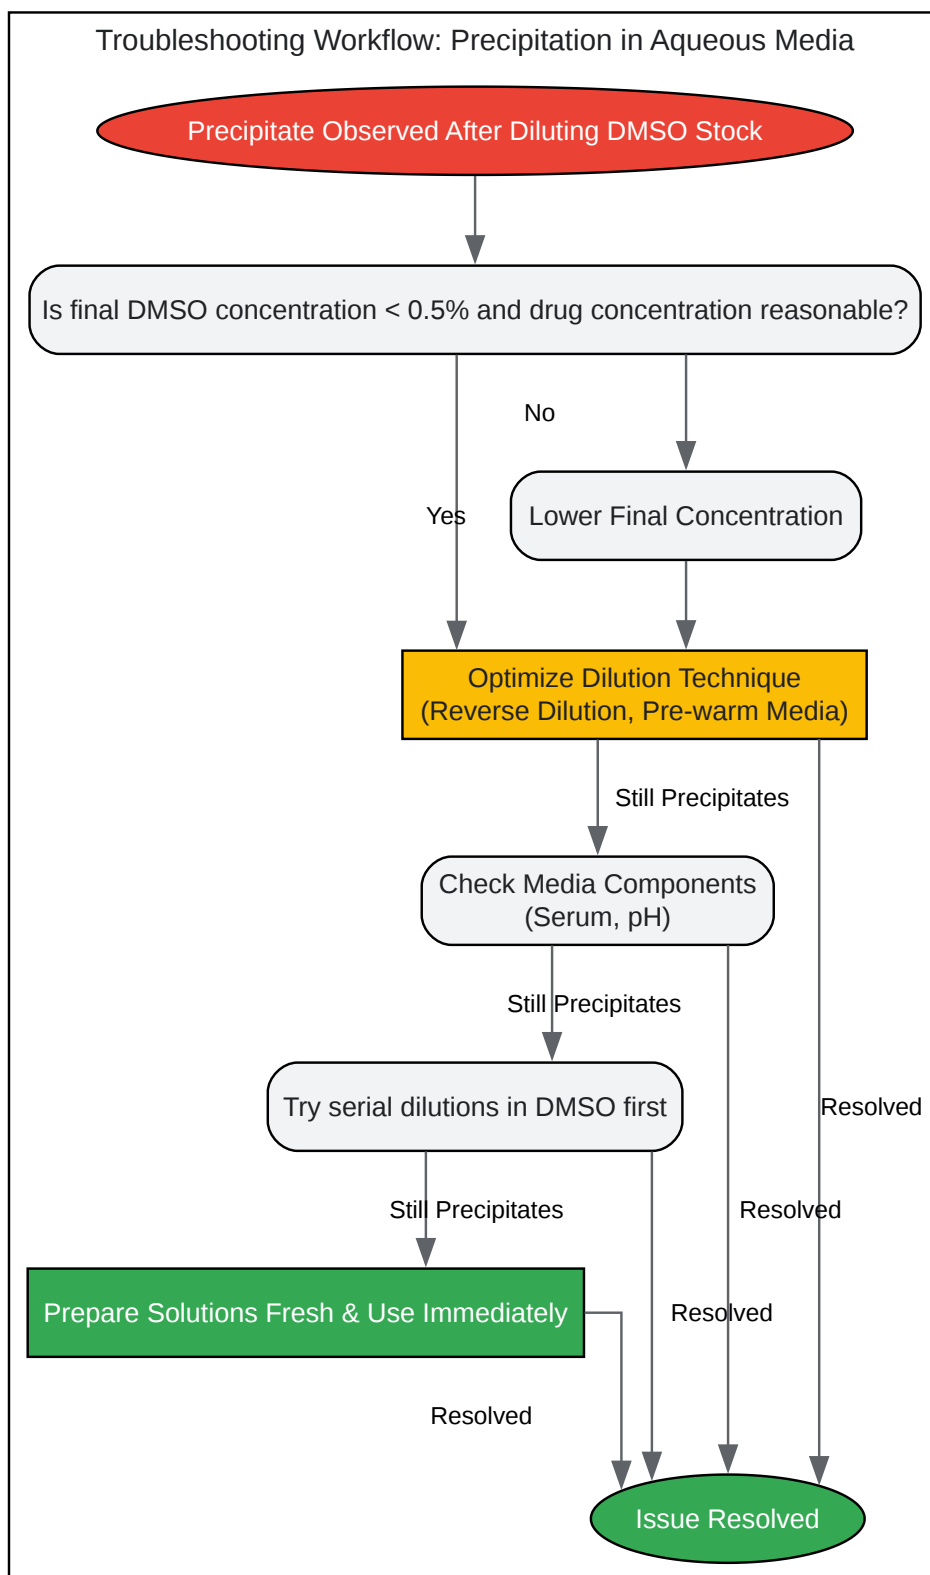 Troubleshooting Workflow: Precipitation in Aqueous Media
Precipitate Observed After Diluting DMSO Stock
Is final DMSO concentration < 0.5% and drug concentration reasonable?
No
Yes
Lower Final Concentration
Optimize Dilution Technique
(Reverse Dilution, Pre-warm Media)
Still Precipitates
Check Media Components
(Serum, pH)
Still Precipitates
Try serial dilutions in DMSO first
Resolved
Still Precipitates
Resolved
Prepare Solutions Fresh & Use Immediately
Resolved
Resolved
Issue Resolved